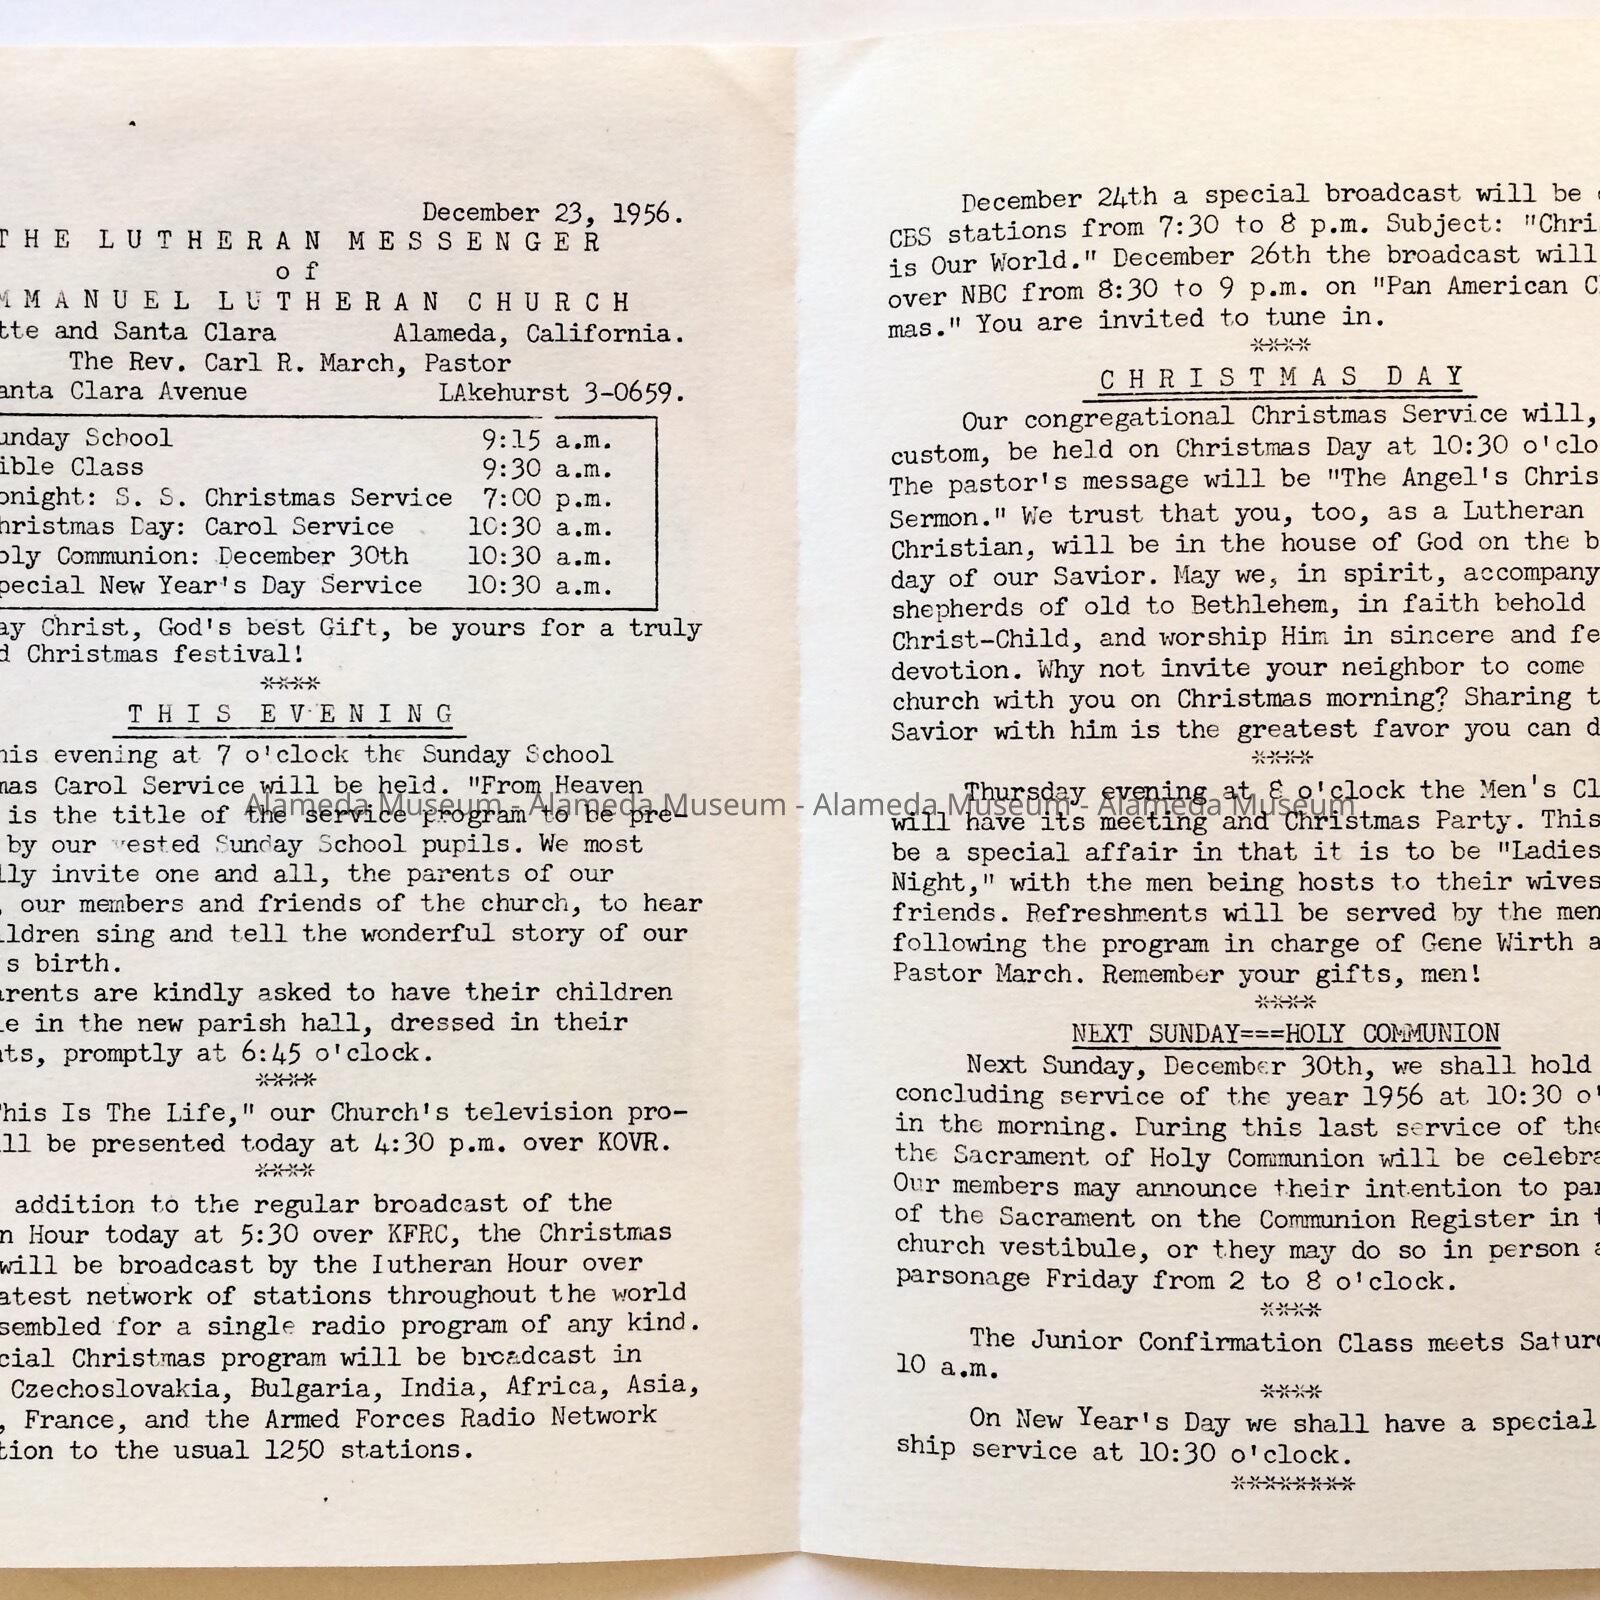 December 23, 1956.
THE LUTHERAN MESSENGER
of
MMANUEL LUTHERAN CHURCH
tte and Santa Clara Alameda, California.
The Rev. Carl R. March, Pastor
anta Clara Avenue LAkehurst 3-0659.
unday School 9:15 a.m.
ible Class 9:30 a.m.
onight: S. S. Christmas Service 7:00 p.m.
hristmas Day: Carol Service 10:30 a.m.
oly Communion: December 30th 10:30 a.m.
pecial New Year's Day Service 10:30 a.m.
ay Christ, God's best Gift, be yours for a truly
d Christmas festival!
****
THIS EVENING
his evening at 7 o'clock the Sunday School
mas Carol Service will be held. "From Heaven
is the title of the service program to be pre-
by our vested Sunday School pupils. We most
lly invite one and all, the parents of our
, our members and friends of the church, to hear
ildren sing and tell the wonderful story of our
s birth.
arents are kindly asked to have their children
le in the new parish hall, dressed in their
nts, promptly at 6:45 o'clock.
****
This Is The Life," our Church's television pro-
ll be presented today at 4:30 p.m. over KOVR.
****
addition to the regular broadcast of the
n Hour today at 5:30 over KFRC, the Christmas
will be broadcast by the Lutheran Hour over
atest network of stations throughout the world
sembled for a single radio program of any kind.
cial Christmas program will be broadcast in
Czechoslovakia, Bulgaria, India, Africa, Asia,
, France, and the Armed Forces Radio Network
tion to the usual 1250 stations.
December 24th a special broadcast will be
CBS stations from 7:30 to 8 p.m. Subject: "Chri
is Our World." December 26th the broadcast will
over NBC from 8:30 to 9 p.m. on "Pan American C
mas." You are invited to tune in.
****
CHRISTMAS DAY
Our congregational Christmas Service will,
custom, be held on Christmas Day at 10:30 o'clo
The pastor's message will be "The Angel's Chris
Sermon." We trust that you, too, as a Lutheran
Christian, will be in the house of God on the b
day of our Savior. May we, in spirit, accompany
shepherds of old to Bethlehem, in faith behold
Christ-Child, and worship Him in sincere and fe
devotion. Why not invite your neighbor to come
church with you on Christmas morning? Sharing t
Savior with him is the greatest favor you can d
****
Thursday evening at 8 o'clock the Men's Cl
will have its meeting and Christmas Party. This
be a special affair in that it is to be "Ladies
Night," with the men being hosts to their wives
friends. Refreshments will be served by the men
following the program in charge of Gene Wirth a
Pastor March. Remember your gifts, men!
****
NEXT SUNDAY===HOLY COMMUNION
Next Sunday, December 30th, we shall hold
concluding service of the year 1956 at 10:30 o'
in the morning. During this last service of the
the Sacrament of Holy Communion will be celebra
Our members may announce their intention to par
of the Sacrament on the Communion Register in t
church vestibule, or they may do so in person a
parsonage Friday from 2 to 8 o'clock.
****
The Junior Confirmation Class meets Satur
10 a.m.
****
On New Year's Day we shall have a special
ship service at 10:30 o'clock.
********
Alameda Museum - Alameda Museum - Alameda Museum - Alameda Museum